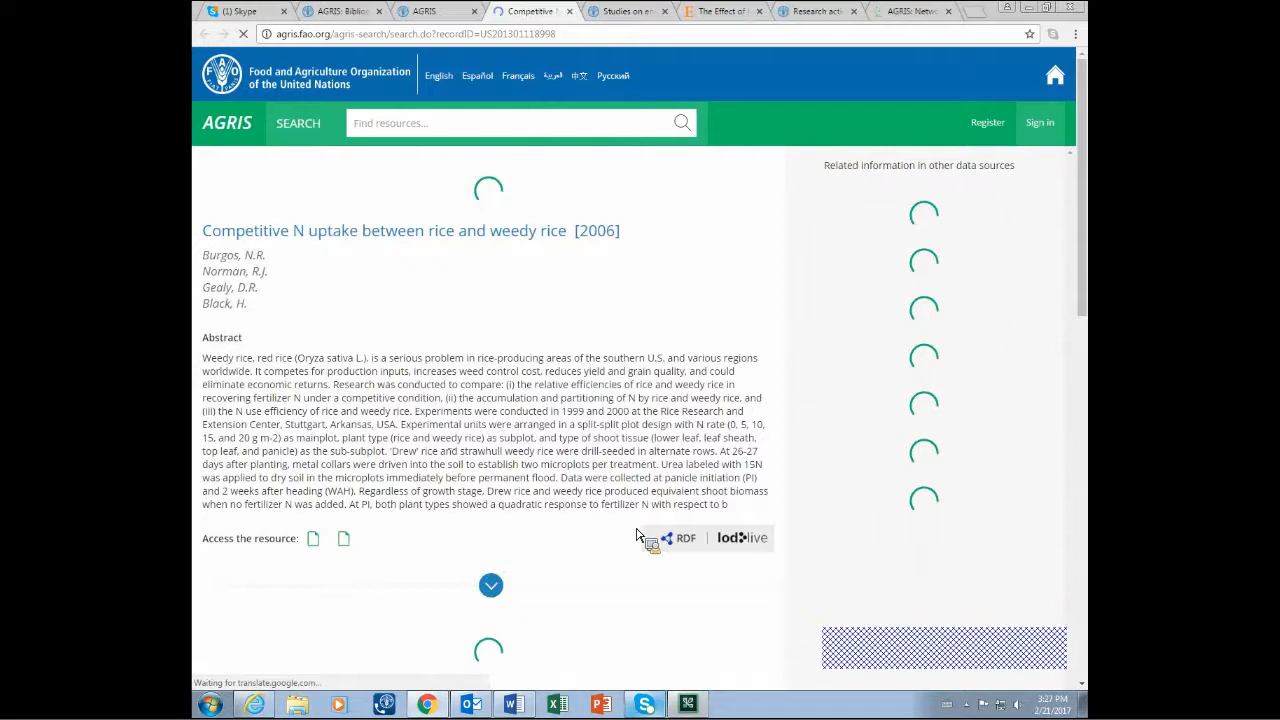 (1) Skype
AGRIS: Biblio
AGRIS
Competitive N
Studies on en
The Effect of
Research acti
AGRIS: Netw
agris.fao.org/agris-search/search.do?recordID=US201301118998
FAO
Food and Agriculture Organization
of the United Nations
English Español Français العربية 中文 Русский
AGRIS SEARCH Find resources... Register Sign in
Related information in other data sources
Competitive N uptake between rice and weedy rice [2006]
Burgos, N.R.
Norman, R.J.
Gealy, D.R.
Black, H.
Abstract
Weedy rice, red rice (Oryza sativa L.), is a serious problem in rice-producing areas of the southern U.S. and various regions
worldwide. It competes for production inputs, increases weed control cost, reduces yield and grain quality, and could
eliminate economic returns. Research was conducted to compare: (i) the relative efficiencies of rice and weedy rice in
recovering fertilizer N under a competitive condition, (ii) the accumulation and partitioning of N by rice and weedy rice, and
(iii) the N use efficiency of rice and weedy rice. Experiments were conducted in 1999 and 2000 at the Rice Research and
Extension Center, Stuttgart, Arkansas, USA. Experimental units were arranged in a split-split plot design with N rate (0, 5, 10,
15, and 20 g m-2) as mainplot, plant type (rice and weedy rice) as subplot, and type of shoot tissue (lower leaf, leaf sheath,
top leaf, and panicle) as the sub-subplot. 'Drew' rice and strawhull weedy rice were drill-seeded in alternate rows. At 26-27
days after planting, metal collars were driven into the soil to establish two microplots per treatment. Urea labeled with 15N
was applied to dry soil in the microplots immediately before permanent flood. Data were collected at panicle initiation (PI)
and 2 weeks after heading (WAH). Regardless of growth stage, Drew rice and weedy rice produced equivalent shoot biomass
when no fertilizer N was added. At PI, both plant types showed a quadratic response to fertilizer N with respect to b
Access the resource: RDF | lodlive
Waiting for translate.google.com...
3:27 PM
2/21/2017